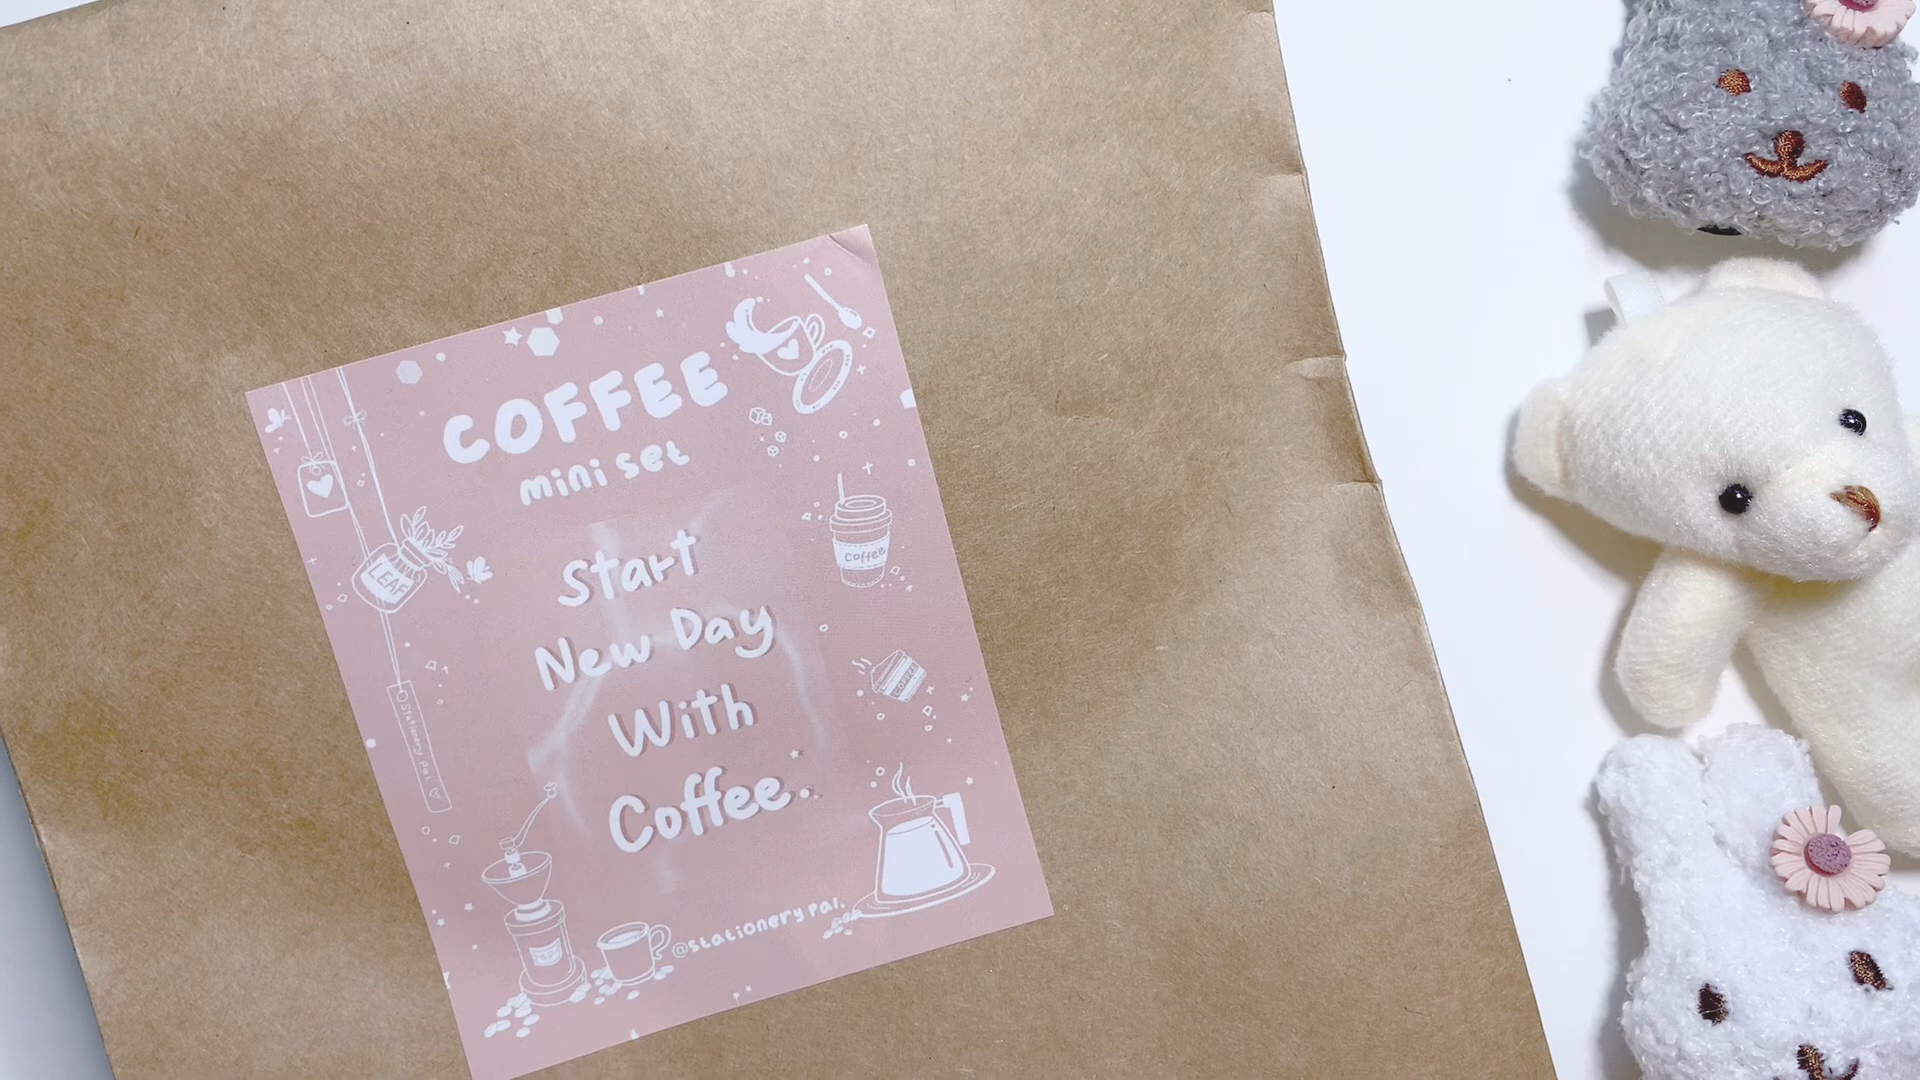 COFFEE
mini set
Start
New Day
With
Coffee.
coffee
LEAF
COFFEE
Stationery Pal
@stationery pal.